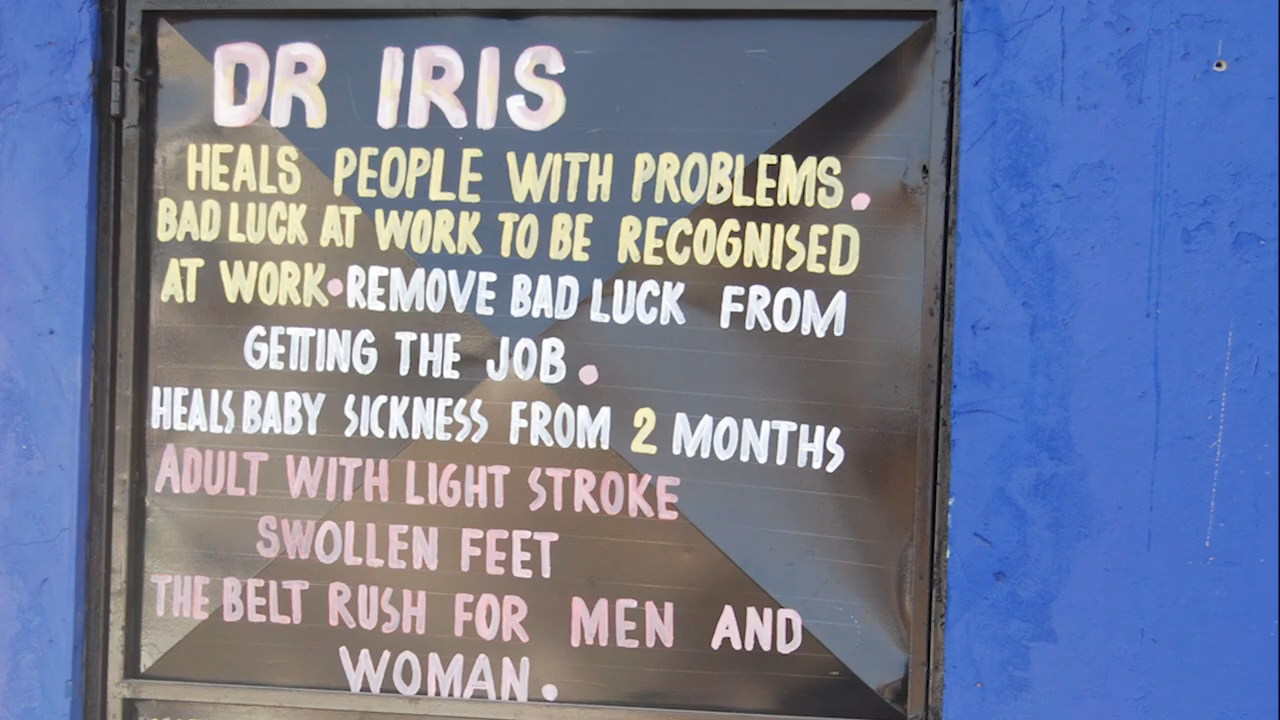 DR IRIS
HEALS PEOPLE WITH PROBLEMS.
BAD LUCK AT WORK TO BE RECOGNISED
AT WORK•REMOVE BAD LUCK FROM
GETTING THE JOB.
HEALS BABY SICKNESS FROM 2 MONTHS
ADULT WITH LIGHT STROKE
SWOLLEN FEET
THE BELT RUSH FOR MEN AND
WOMAN.